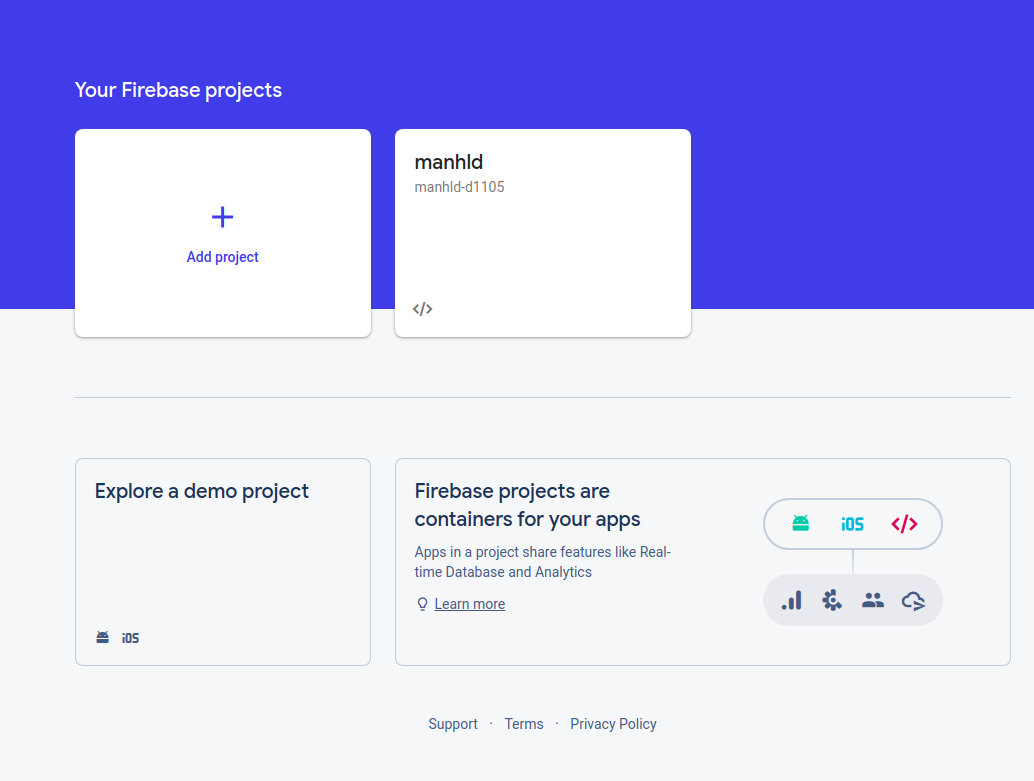 Your Firebase projects
Add project
manhld
manhld-d1105
</>
Explore a demo project
iOS
Firebase projects are
containers for your apps
Apps in a project share features like Real-
time Database and Analytics
Learn more
iOS </>
Support · Terms · Privacy Policy